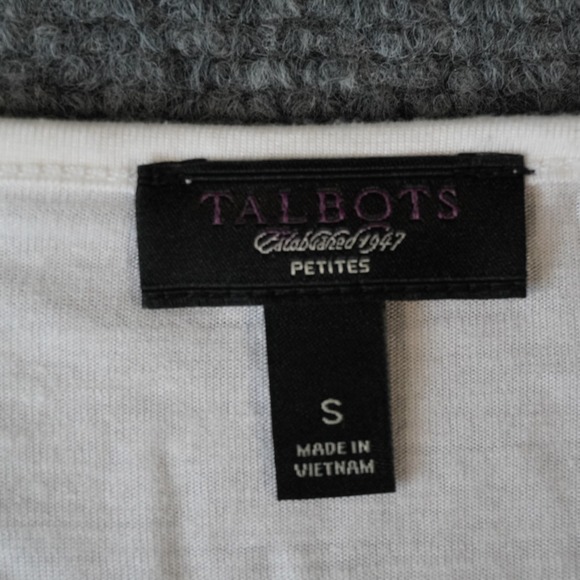 TALBOTS
Established 1947
PETITES
S
MADE IN
VIETNAM